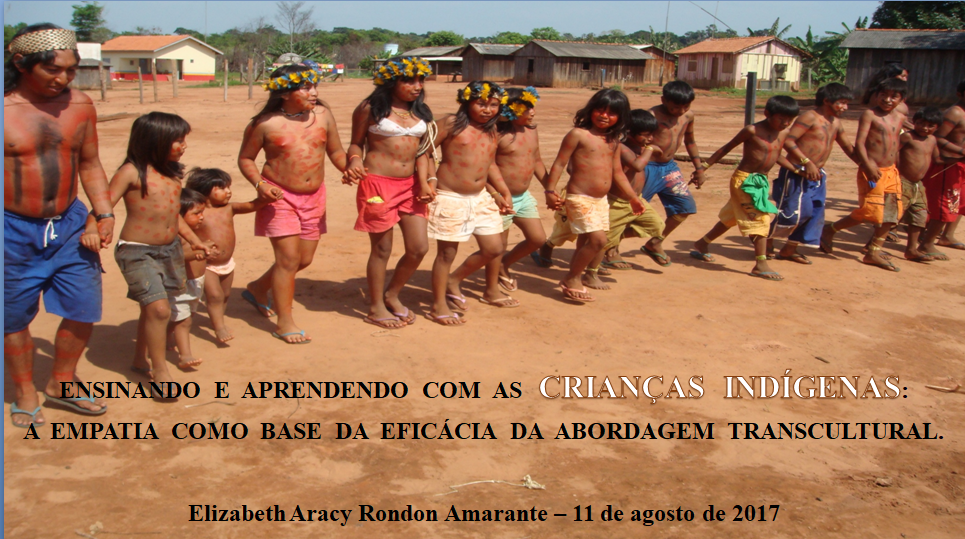 ENSINANDO E APRENDENDO COM AS CRIANÇAS INDÍGENAS:
A EMPATIA COMO BASE DA EFICÁCIA DA ABORDAGEM TRANSCULTURAL.
Elizabeth Aracy Rondon Amarante – 11 de agosto de 2017